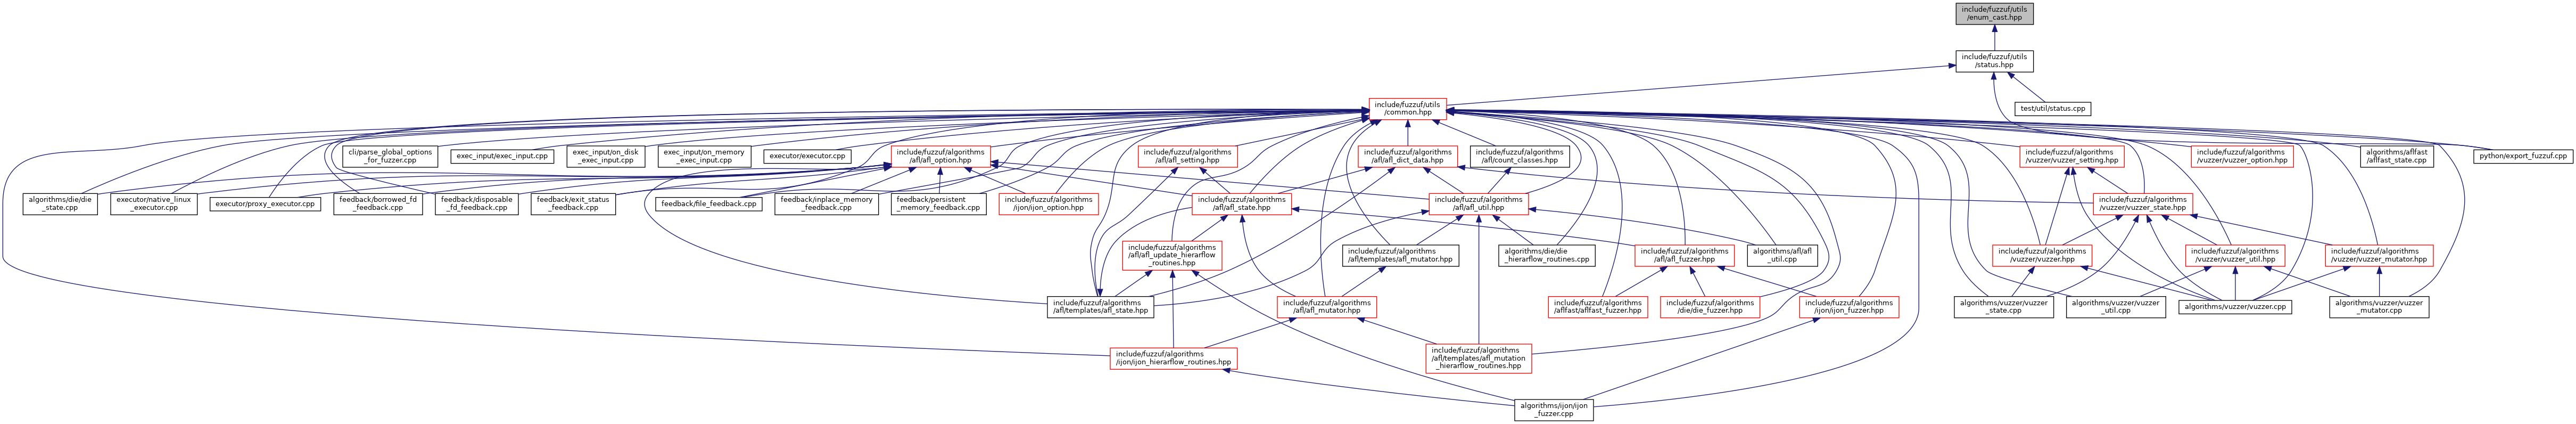 include/fuzzuf/utils
/enum_cast.hpp
include/fuzzuf/utils
/status.hpp
include/fuzzuf/utils
/common.hpp
test/util/status.cpp
cli/parse_global_options
_for_fuzzer.cpp
exec_input/exec_input.cpp
exec_input/on_disk
_exec_input.cpp
exec_input/on_memory
_exec_input.cpp
executor/executor.cpp
include/fuzzuf/algorithms
/afl/afl_option.hpp
include/fuzzuf/algorithms
/afl/afl_setting.hpp
include/fuzzuf/algorithms
/afl/afl_dict_data.hpp
include/fuzzuf/algorithms
/afl/count_classes.hpp
include/fuzzuf/algorithms
/vuzzer/vuzzer_setting.hpp
include/fuzzuf/algorithms
/vuzzer/vuzzer_option.hpp
algorithms/aflfast
/aflfast_state.cpp
python/export_fuzzuf.cpp
algorithms/die/die
_state.cpp
executor/native_linux
_executor.cpp
executor/proxy_executor.cpp
feedback/borrowed_fd
_feedback.cpp
feedback/disposable
_fd_feedback.cpp
feedback/exit_status
_feedback.cpp
feedback/file_feedback.cpp
feedback/inplace_memory
_feedback.cpp
feedback/persistent
_memory_feedback.cpp
include/fuzzuf/algorithms
/ijon/ijon_option.hpp
include/fuzzuf/algorithms
/afl/afl_state.hpp
include/fuzzuf/algorithms
/afl/afl_util.hpp
include/fuzzuf/algorithms
/vuzzer/vuzzer_state.hpp
include/fuzzuf/algorithms
/afl/afl_update_hierarflow
_routines.hpp
include/fuzzuf/algorithms
/afl/templates/afl_mutator.hpp
algorithms/die/die
_hierarflow_routines.cpp
include/fuzzuf/algorithms
/afl/afl_fuzzer.hpp
algorithms/afl/afl
_util.cpp
include/fuzzuf/algorithms
/vuzzer/vuzzer.hpp
include/fuzzuf/algorithms
/vuzzer/vuzzer_util.hpp
include/fuzzuf/algorithms
/vuzzer/vuzzer_mutator.hpp
include/fuzzuf/algorithms
/afl/templates/afl_state.hpp
include/fuzzuf/algorithms
/afl/afl_mutator.hpp
include/fuzzuf/algorithms
/aflfast/aflfast_fuzzer.hpp
include/fuzzuf/algorithms
/die/die_fuzzer.hpp
include/fuzzuf/algorithms
/ijon/ijon_fuzzer.hpp
algorithms/vuzzer/vuzzer
_state.cpp
algorithms/vuzzer/vuzzer
_util.cpp
algorithms/vuzzer/vuzzer.cpp
algorithms/vuzzer/vuzzer
_mutator.cpp
include/fuzzuf/algorithms
/ijon/ijon_hierarflow_routines.hpp
include/fuzzuf/algorithms
/afl/templates/afl_mutation
_hierarflow_routines.hpp
algorithms/ijon/ijon
_fuzzer.cpp